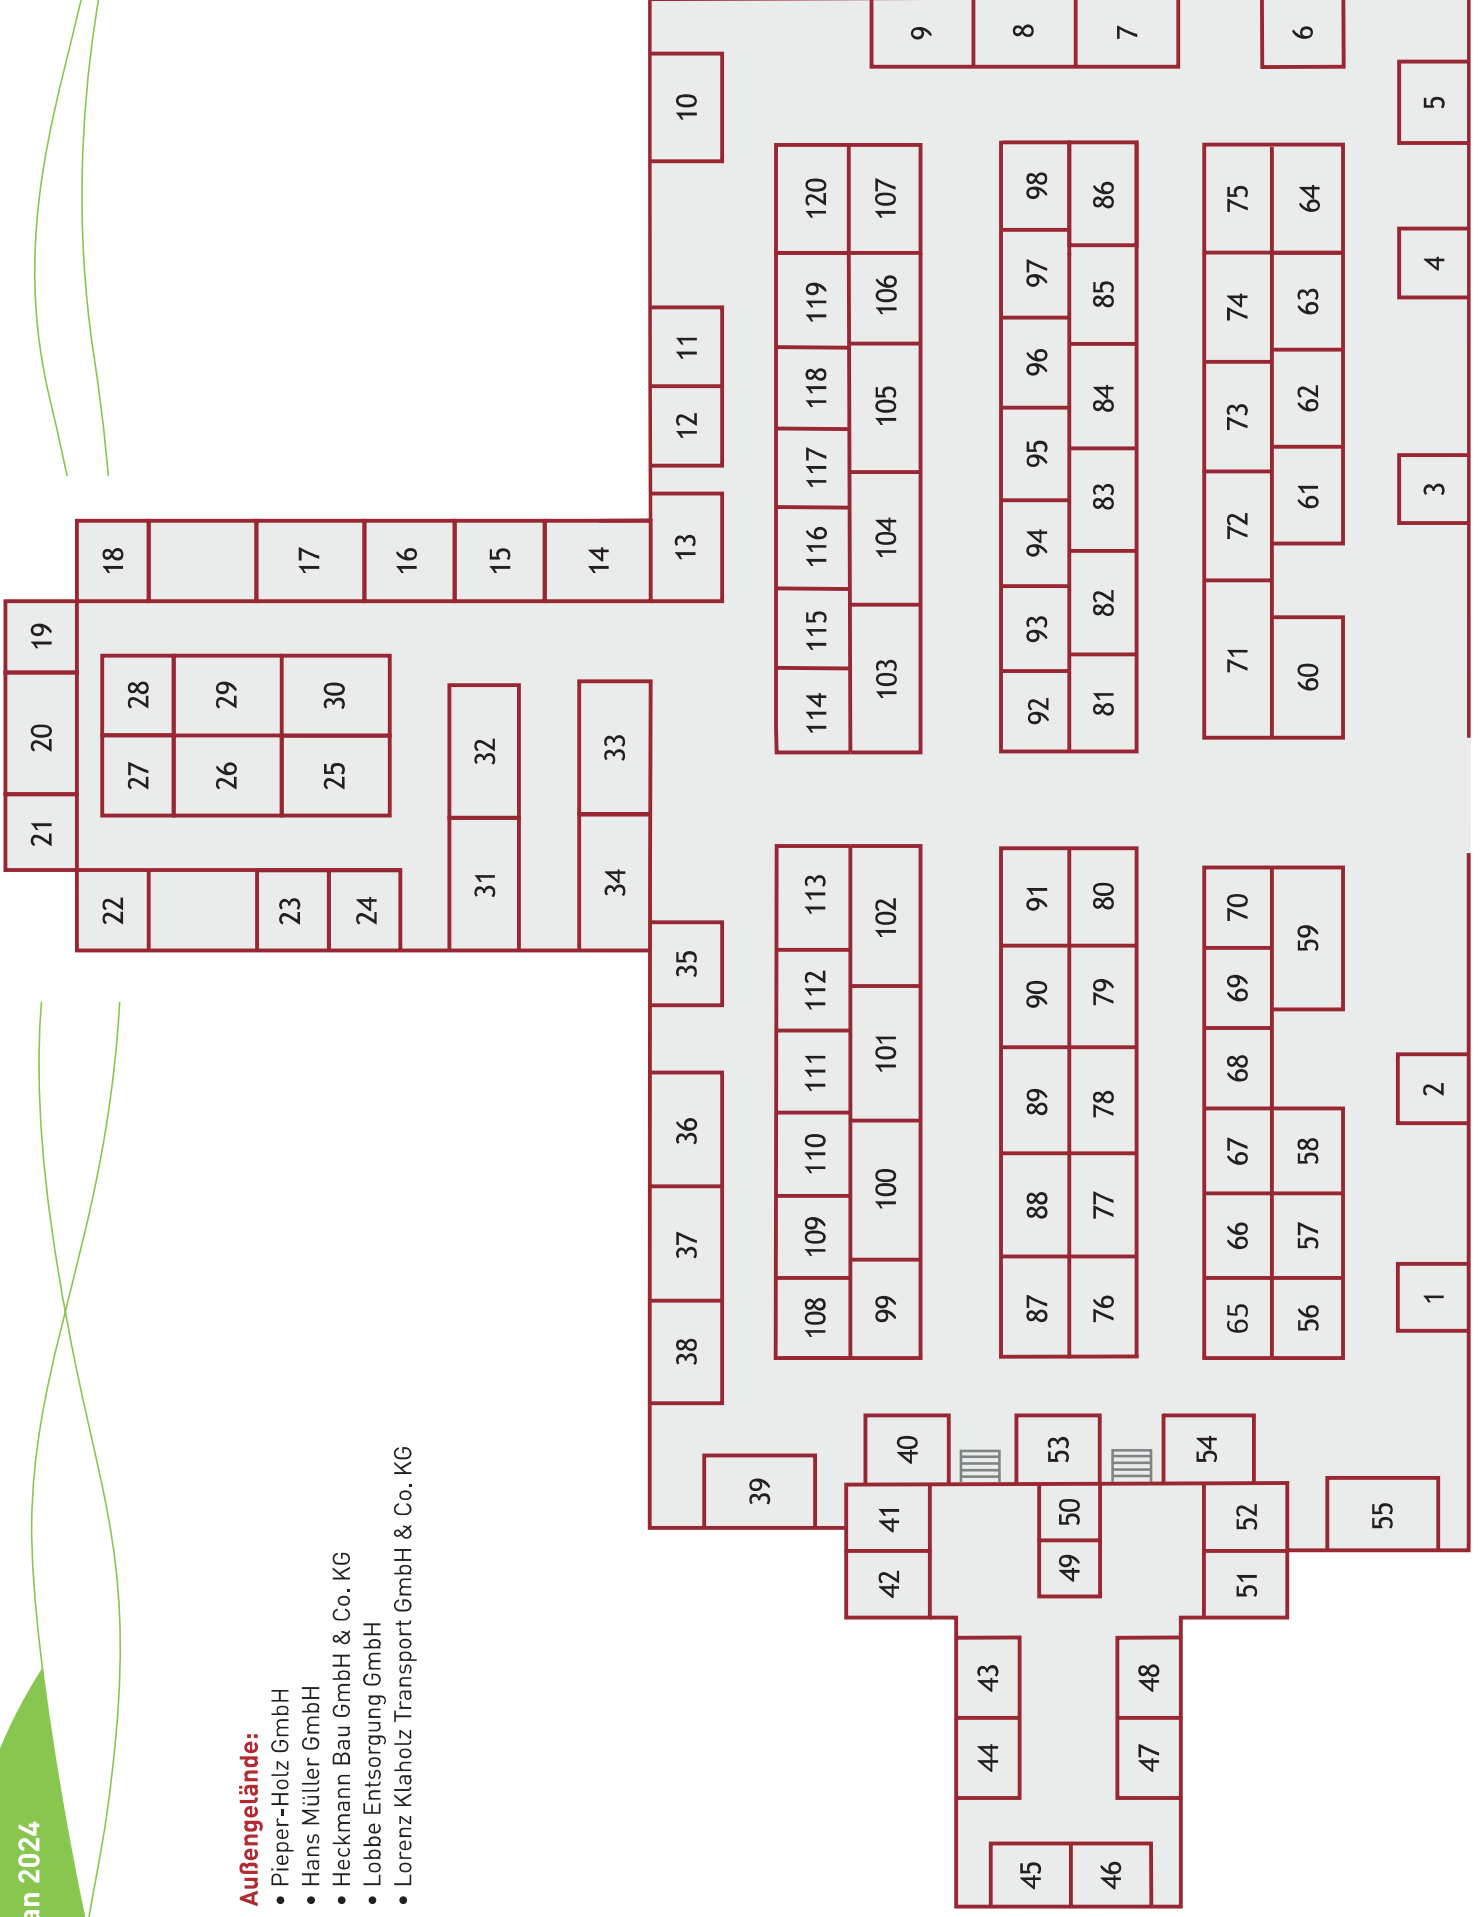 an 2024
21 20 19
22 18
27 28
26 29
Außengelände:
• Pieper-Holz GmbH
• Hans Müller GmbH
• Heckmann Bau GmbH & Co. KG
• Lobbe Entsorgung GmbH
• Lorenz Klaholz Transport GmbH & Co. KG
23 17
25 30
24 16
31 32 15
14
34 33
38 37 36 35 13 12 11 10
39
108 109 110 111 112 113 114 115 116 117 118 119 120
42 41 99 100 101 102 103 104 105 106 107
40 9
44 43
8
45 87 88 89 90 91 92 93 94 95 96 97 98
53
49 50
46 76 77 78 79 80 81 82 83 84 85 86
7
47 48
54
65 66 67 68 69 70 71 72 73 74 75
51 52
6
56 57 58 59 60 61 62 63 64
55
1 2 3 4 5